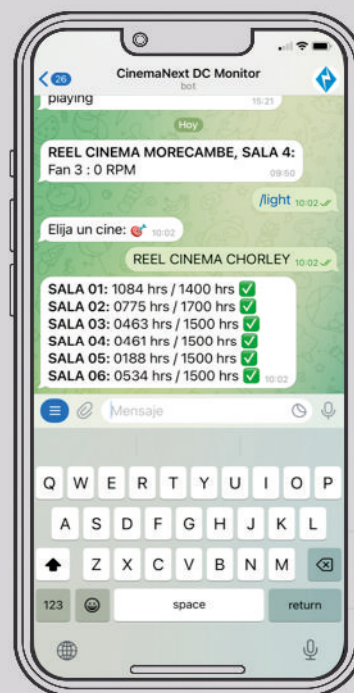 26
CinemaNext DC Monitor
bot
playing
15:21
Hoy
REEL CINEMA MORECAMBE, SALA 4:
Fan 3 : 0 RPM
09:50
/light 10:02
Elija un cine: 🎯 10:02
REEL CINEMA CHORLEY 10:02
SALA 01: 1084 hrs / 1400 hrs ✅
SALA 02: 0775 hrs / 1700 hrs ✅
SALA 03: 0463 hrs / 1500 hrs ✅
SALA 04: 0461 hrs / 1500 hrs ✅
SALA 05: 0188 hrs / 1500 hrs ✅
SALA 06: 0534 hrs / 1500 hrs ✅ 10:02
Mensaje
Q W E R T Y U I O P
A S D F G H J K L
Z X C V B N M
123 space return